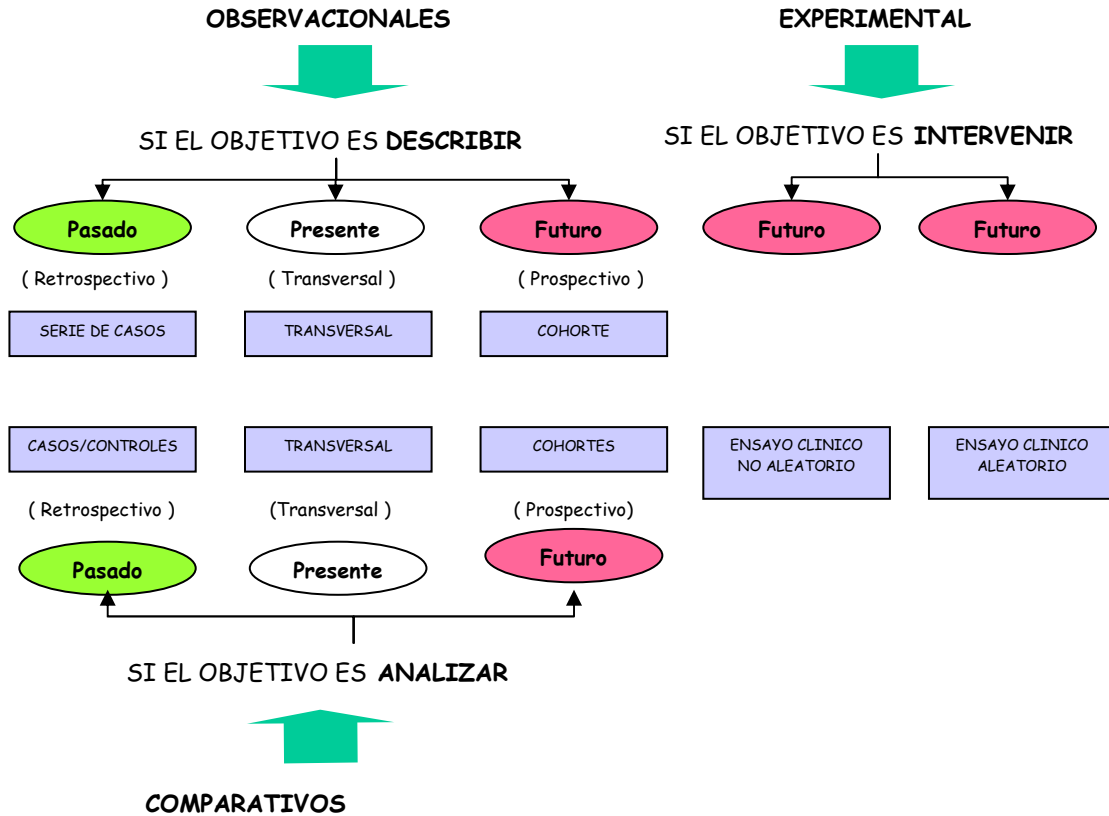 OBSERVACIONALES
EXPERIMENTAL
SI EL OBJETIVO ES DESCRIBIR
SI EL OBJETIVO ES INTERVENIR
Pasado
Presente
Futuro
Futuro
Futuro
( Retrospectivo )
( Transversal )
( Prospectivo )
SERIE DE CASOS
TRANSVERSAL
COHORTE
CASOS/CONTROLES
TRANSVERSAL
COHORTES
ENSAYO CLINICO
NO ALEATORIO
ENSAYO CLINICO
ALEATORIO
( Retrospectivo )
(Transversal )
( Prospectivo)
Pasado
Presente
Futuro
SI EL OBJETIVO ES ANALIZAR
COMPARATIVOS